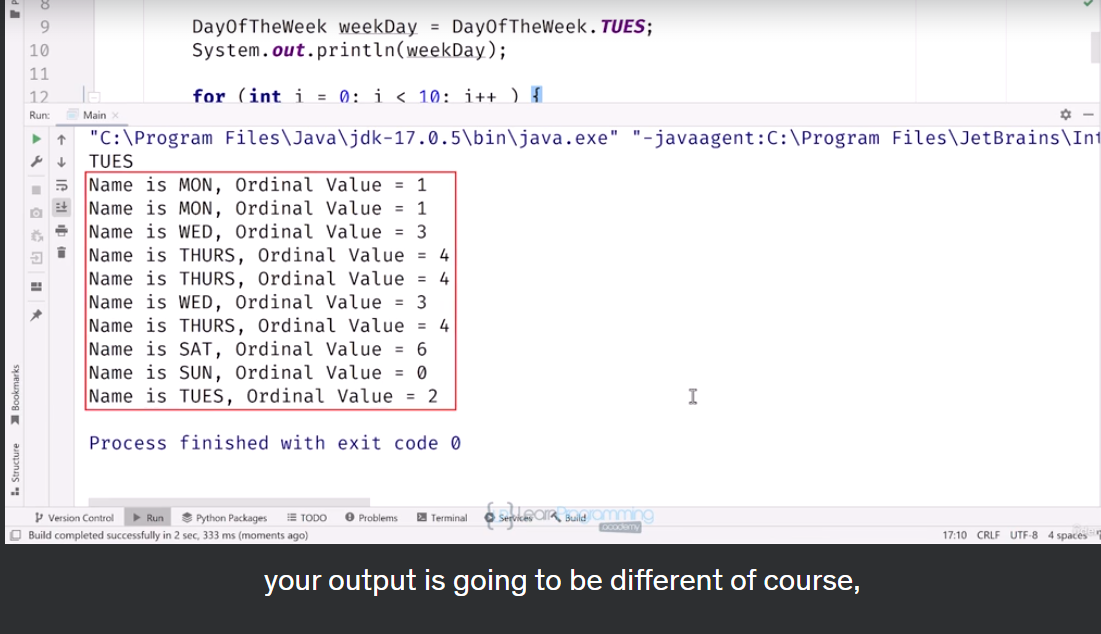 8
9 DayOfTheWeek weekDay = DayOfTheWeek.TUES;
10 System.out.println(weekDay);
11
12 for (int i = 0; i < 10; i++ ) {
Run: Main
"C:\Program Files\Java\jdk-17.0.5\bin\java.exe" "-javaagent:C:\Program Files\JetBrains\Int
TUES
Name is MON, Ordinal Value = 1
Name is MON, Ordinal Value = 1
Name is WED, Ordinal Value = 3
Name is THURS, Ordinal Value = 4
Name is THURS, Ordinal Value = 4
Name is WED, Ordinal Value = 3
Name is THURS, Ordinal Value = 4
Name is SAT, Ordinal Value = 6
Name is SUN, Ordinal Value = 0
Name is TUES, Ordinal Value = 2
Process finished with exit code 0
Bookmarks
Structure
Version Control Run Python Packages TODO Problems Terminal Services Build
LearnProgramming
academy
Build completed successfully in 2 sec, 333 ms (moments ago) 17:10 CRLF UTF-8 4 spaces
your output is going to be different of course,